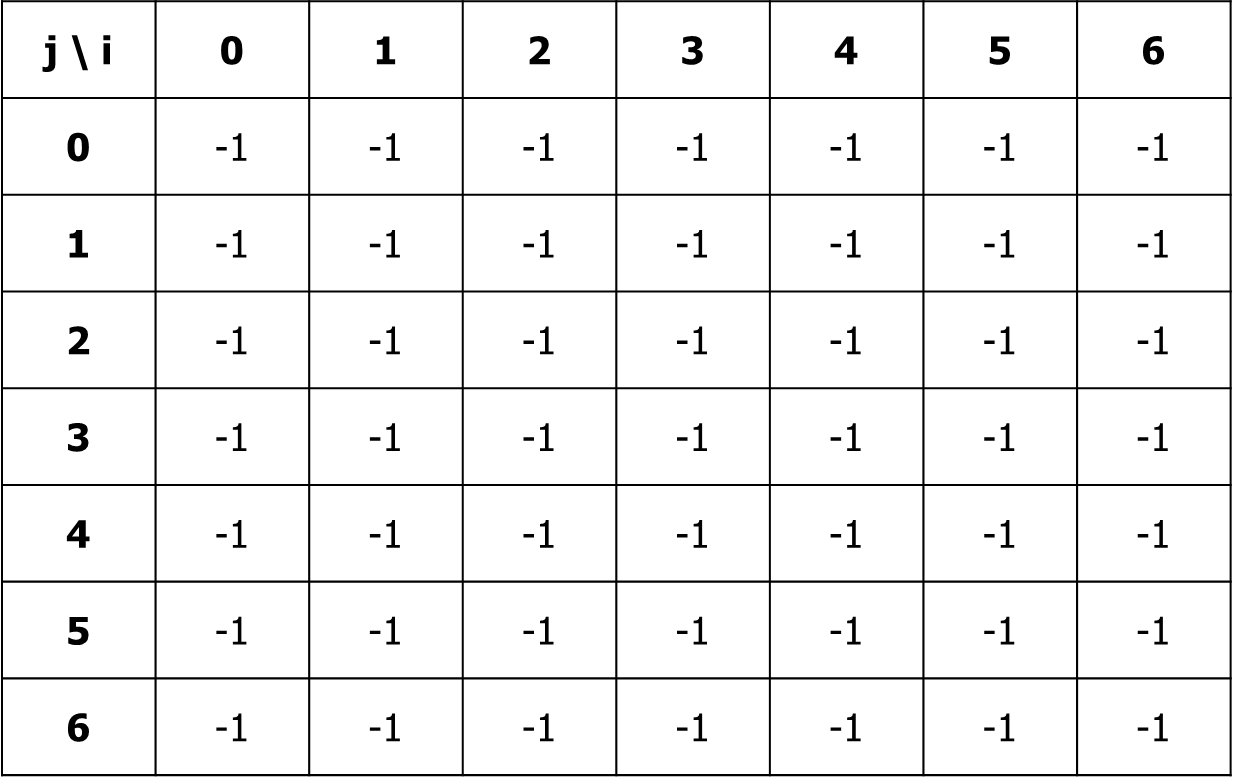 j \ i 0 1 2 3 4 5 6
0 -1 -1 -1 -1 -1 -1 -1
1 -1 -1 -1 -1 -1 -1 -1
2 -1 -1 -1 -1 -1 -1 -1
3 -1 -1 -1 -1 -1 -1 -1
4 -1 -1 -1 -1 -1 -1 -1
5 -1 -1 -1 -1 -1 -1 -1
6 -1 -1 -1 -1 -1 -1 -1